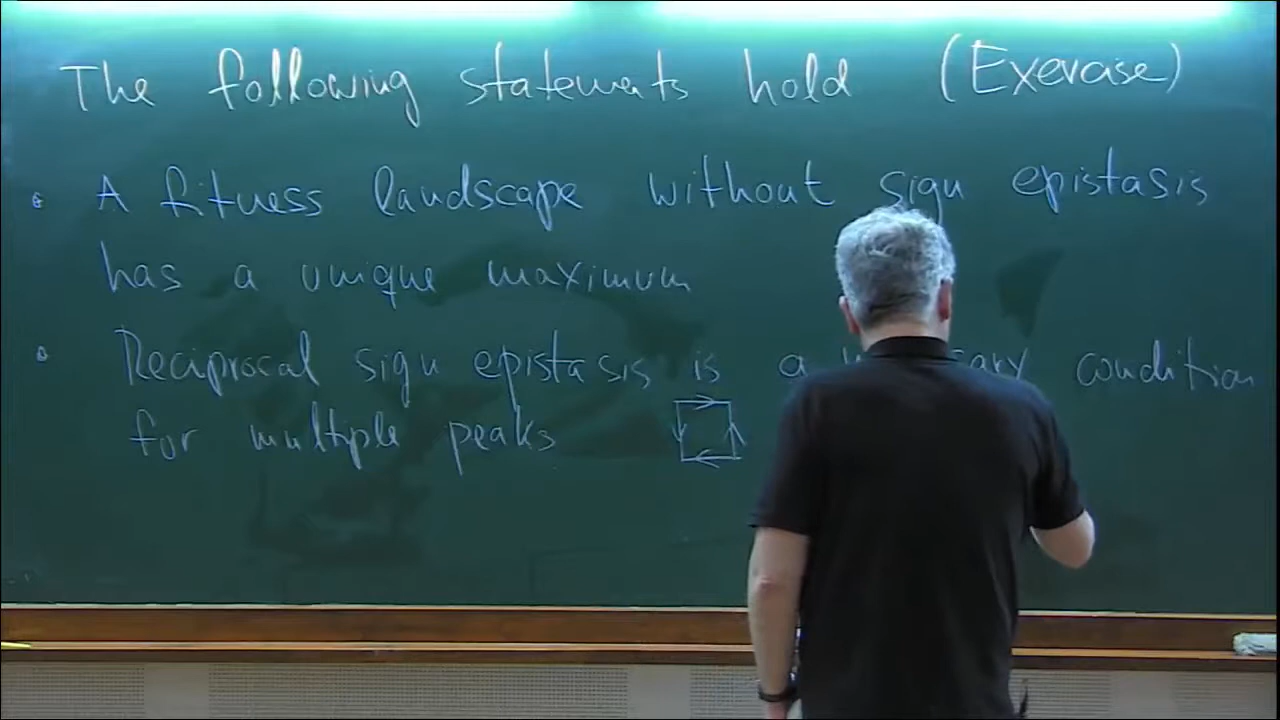 The following statements hold (Exercise)
• A fitness landscape without sign epistasis
has a unique maximum
• Reciprocal sign epistasis is a condition
for multiple peaks